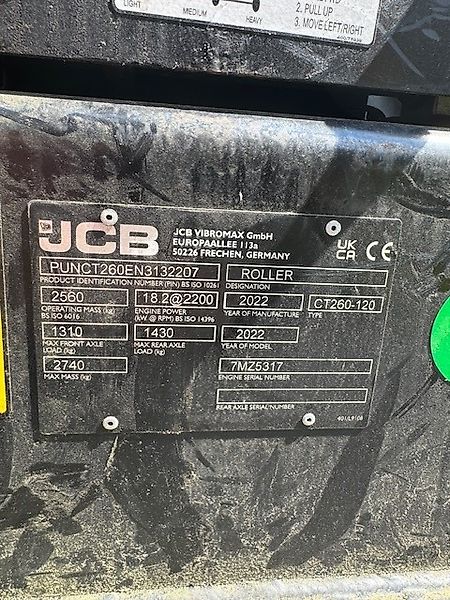 LIGHT
MEDIUM
HEAVY
2. PULL UP
3. MOVE LEFT/RIGHT
JCB
JCB VIBROMAX GmbH
EUROPAALLEE 113a
50226 FRECHEN, GERMANY
UK
CA CE
PUNCT260EN3132207
ROLLER
PRODUCT IDENTIFICATION NUMBER (PIN) BS ISO 10261
DESIGNATION
2560
18.2@2200
2022
CT260-120
OPERATING MASS (kg)
BS ISO 6016
ENGINE POWER
(kW @ RPM) BS ISO 14396
YEAR OF MANUFACTURE
TYPE
1310
1430
2022
MAX FRONT AXLE
LOAD (kg)
MAX REAR AXLE
LOAD (kg)
YEAR OF MODEL
2740
7MZ5317
MAX MASS (kg)
ENGINE SERIAL NUMBER
REAR AXLE SERIAL NUMBER